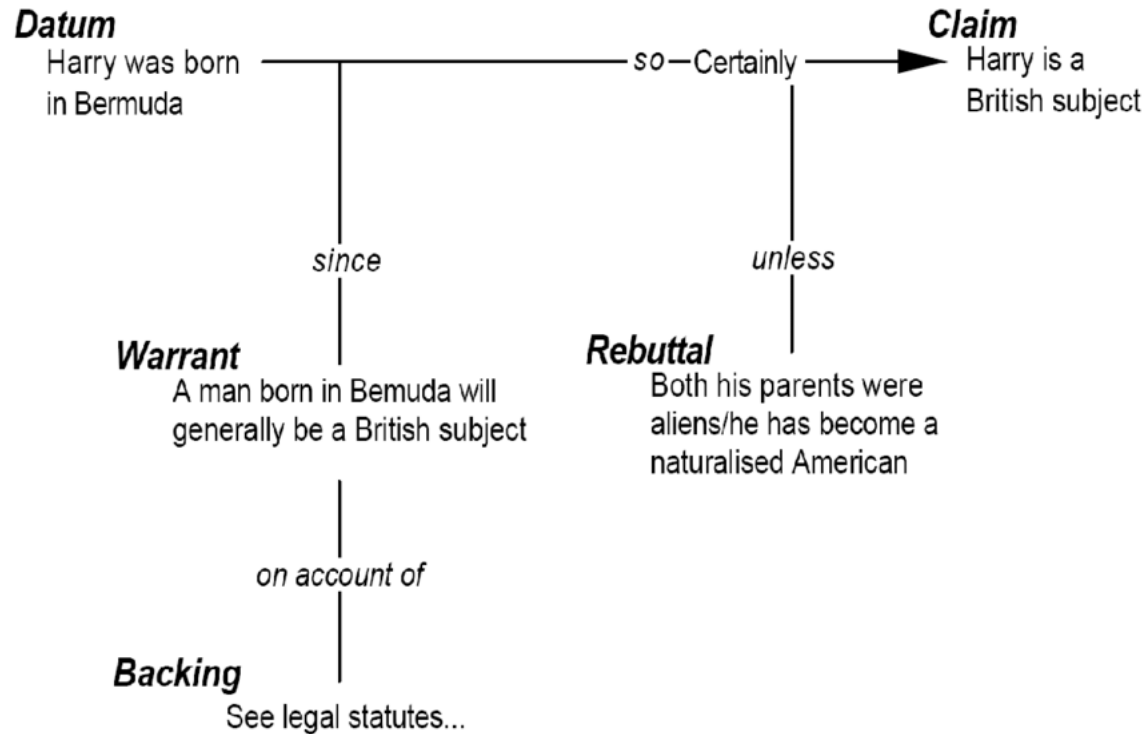 Datum
Harry was born
in Bermuda
so
Certainly
Claim
Harry is a
British subject
since
unless
Warrant
A man born in Bemuda will
generally be a British subject
Rebuttal
Both his parents were
aliens/he has become a
naturalised American
on account of
Backing
See legal statutes...